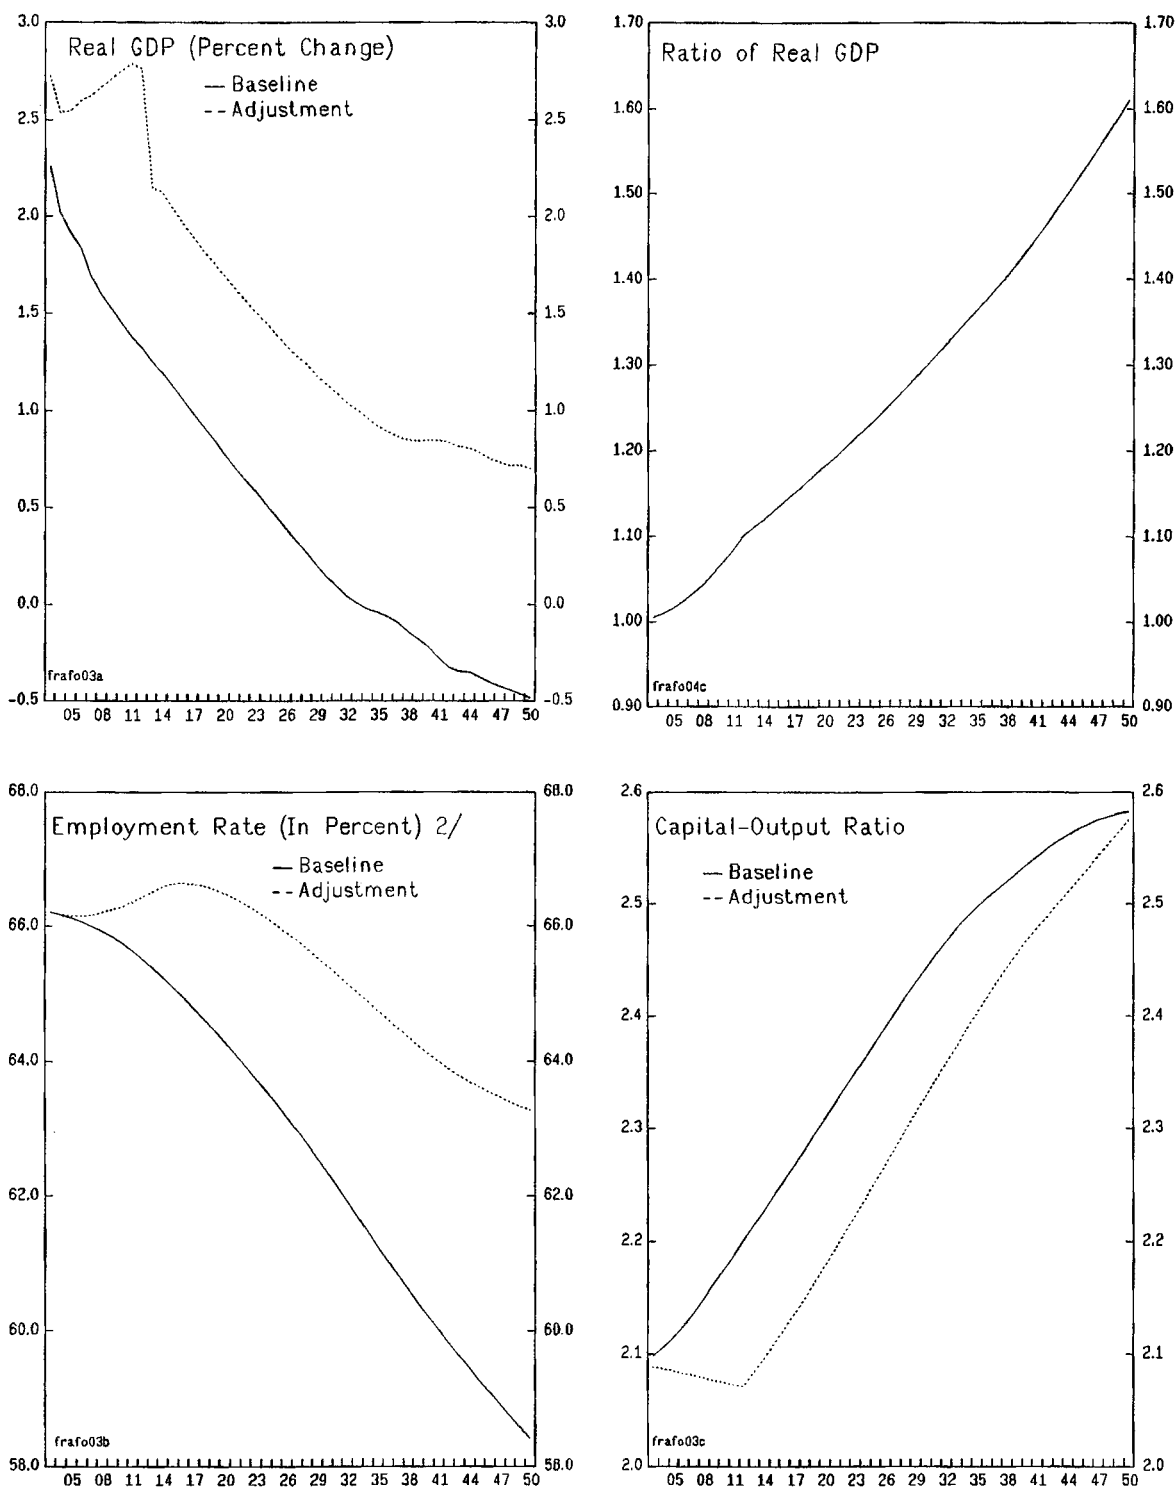 Real GDP (Percent Change)
— Baseline
-- Adjustment
3.0 3.0
2.5 2.5
2.0 2.0
1.5 1.5
1.0 1.0
0.5 0.5
0.0 0.0
-0.5 -0.5
frafo03a
05 08 11 14 17 20 23 26 29 32 35 38 41 44 47 50
Ratio of Real GDP
1.70 1.70
1.60 1.60
1.50 1.50
1.40 1.40
1.30 1.30
1.20 1.20
1.10 1.10
1.00 1.00
0.90 0.90
frafo04c
05 08 11 14 17 20 23 26 29 32 35 38 41 44 47 50
Employment Rate (In Percent) 2/
— Baseline
-- Adjustment
68.0 68.0
66.0 66.0
64.0 64.0
62.0 62.0
60.0 60.0
58.0 58.0
frafo03b
05 08 11 14 17 20 23 26 29 32 35 38 41 44 47 50
Capital-Output Ratio
— Baseline
-- Adjustment
2.6 2.6
2.5 2.5
2.4 2.4
2.3 2.3
2.2 2.2
2.1 2.1
2.0 2.0
frafo03c
05 08 11 14 17 20 23 26 29 32 35 38 41 44 47 50